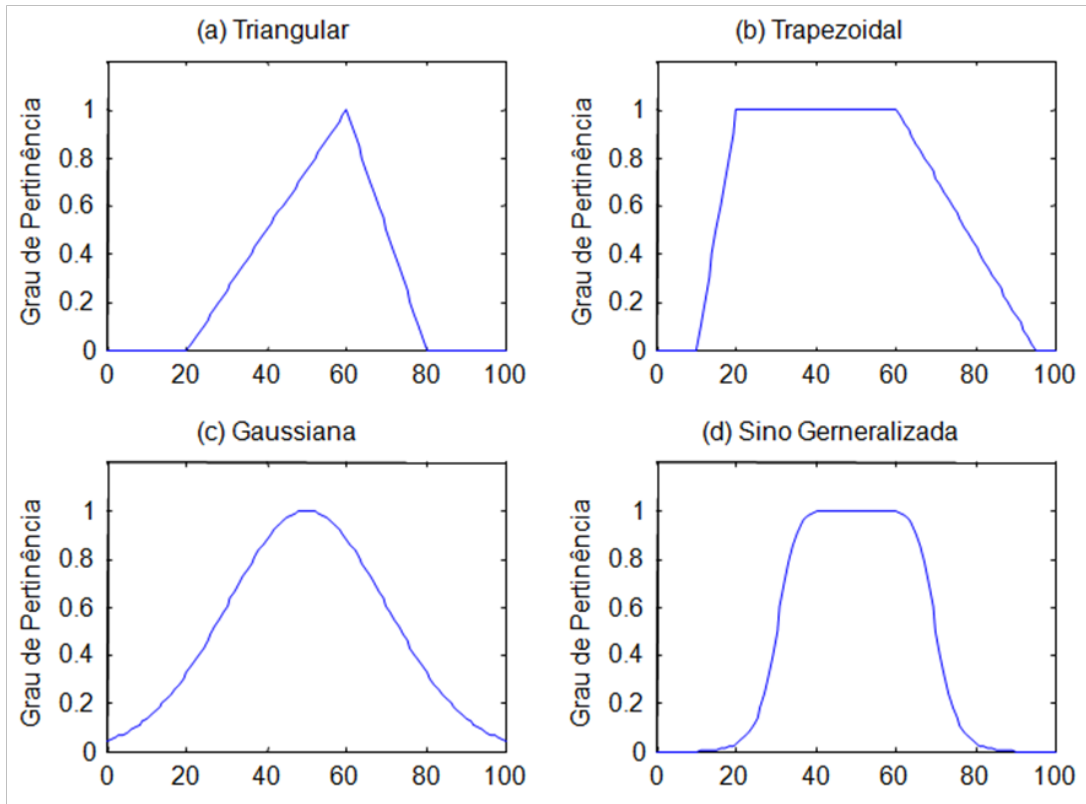 (a) Triangular
(b) Trapezoidal
Grau de Pertinência
1
0.8
0.6
0.4
0.2
0
0 20 40 60 80 100
Grau de Pertinência
1
0.8
0.6
0.4
0.2
0
0 20 40 60 80 100
(c) Gaussiana
(d) Sino Gerneralizada
Grau de Pertinência
1
0.8
0.6
0.4
0.2
0
0 20 40 60 80 100
Grau de Pertinência
1
0.8
0.6
0.4
0.2
0
0 20 40 60 80 100